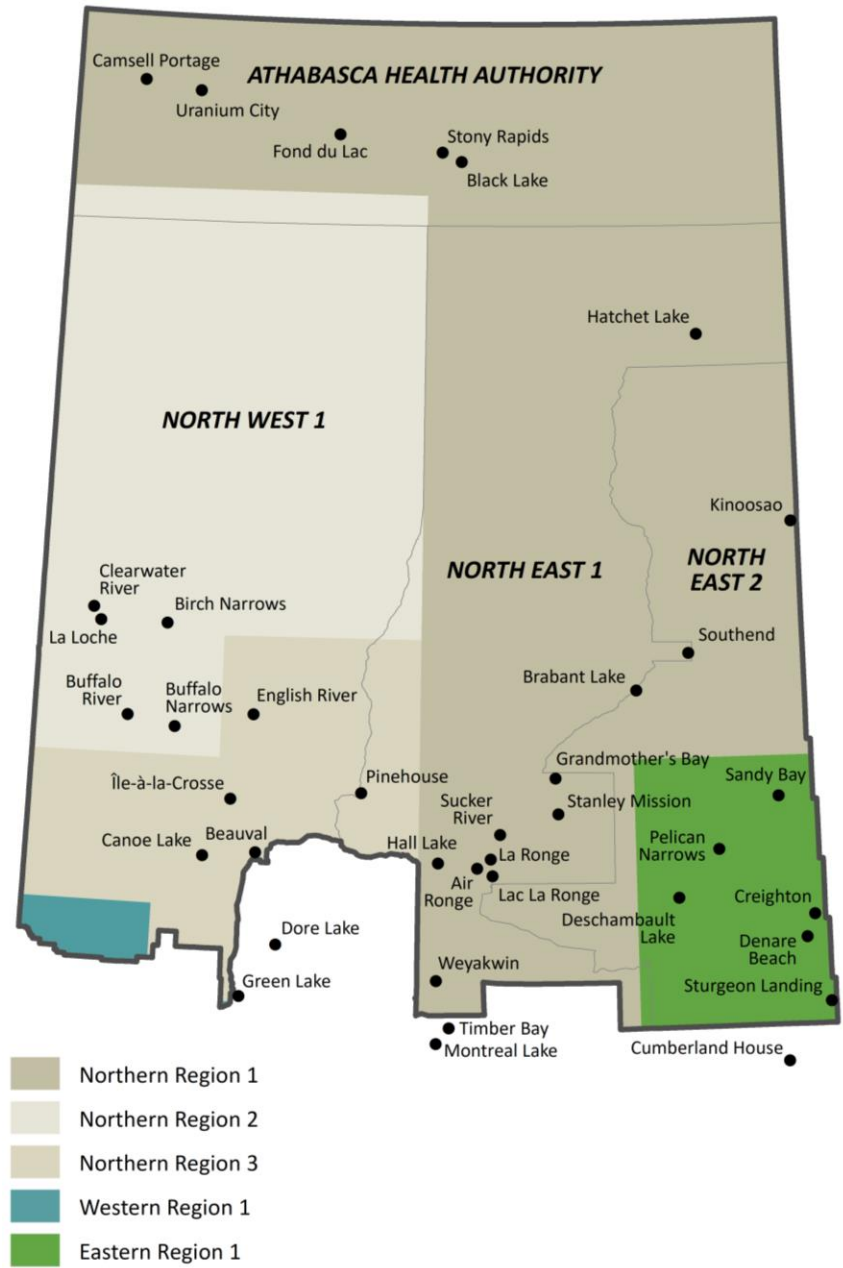 Camsell Portage
ATHABASCA HEALTH AUTHORITY
Uranium City
Fond du Lac
Stony Rapids
Black Lake
Hatchet Lake
NORTH WEST 1
Kinoosao
NORTH EAST 1
NORTH
EAST 2
Clearwater
River
Birch Narrows
La Loche
Southend
Buffalo
River
Buffalo
Narrows
English River
Brabant Lake
Grandmother's Bay
Pinehouse
Île-à-la-Crosse
Sandy Bay
Sucker
River
Stanley Mission
Canoe Lake
Beauval
Hall Lake
La Ronge
Pelican
Narrows
Air
Ronge
Lac La Ronge
Creighton
Deschambault
Lake
Dore Lake
Denare
Beach
Weyakwin
Green Lake
Sturgeon Landing
Timber Bay
Montreal Lake
Cumberland House
Northern Region 1
Northern Region 2
Northern Region 3
Western Region 1
Eastern Region 1